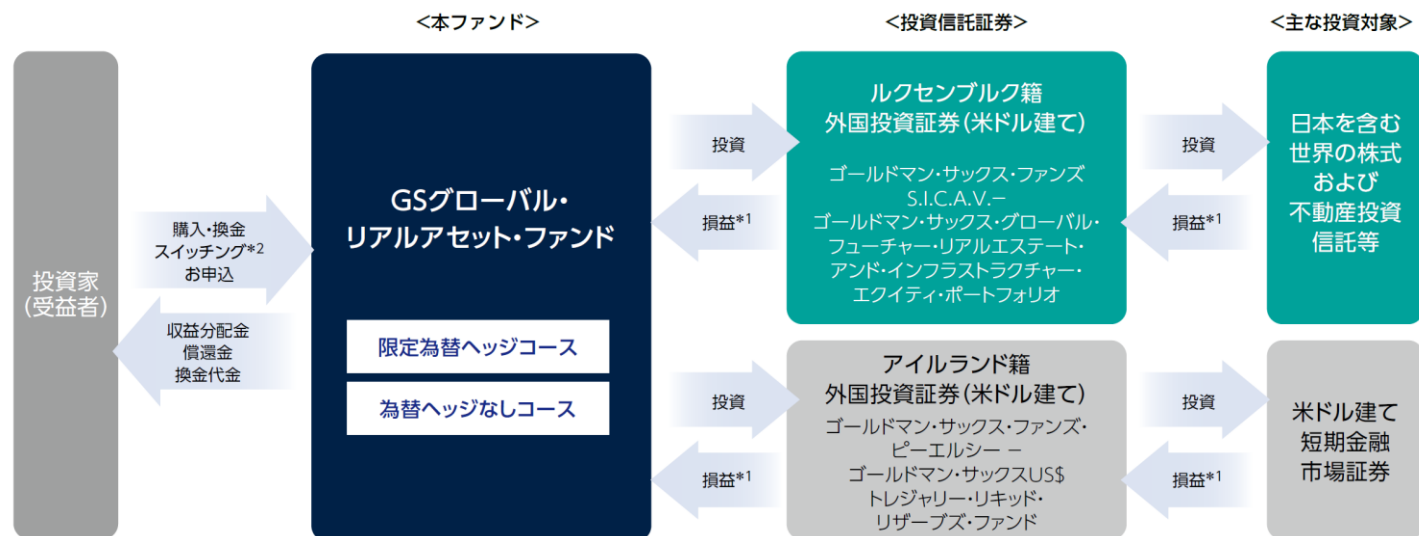 <本ファンド>
<投資信託証券>
<主な投資対象>
投資家
(受益者)
購入・換金
スイッチング*2
お申込
収益分配金
償還金
換金代金
GSグローバル・
リアルアセット・ファンド
限定為替ヘッジコース
為替ヘッジなしコース
投資
損益*1
ルクセンブルク籍
外国投資証券(米ドル建て)
ゴールドマン・サックス・ファンズ
S.I.C.A.V.−
ゴールドマン・サックス・グローバル・
フューチャー・リアルエステート・
アンド・インフラストラクチャー・
エクイティ・ポートフォリオ
投資
損益*1
日本を含む
世界の株式
および
不動産投資
信託等
投資
損益*1
アイルランド籍
外国投資証券(米ドル建て)
ゴールドマン・サックス・ファンズ・
ピーエルシー −
ゴールドマン・サックスUS$
トレジャリー・リキッド・
リザーブズ・ファンド
投資
損益*1
米ドル建て
短期金融
市場証券